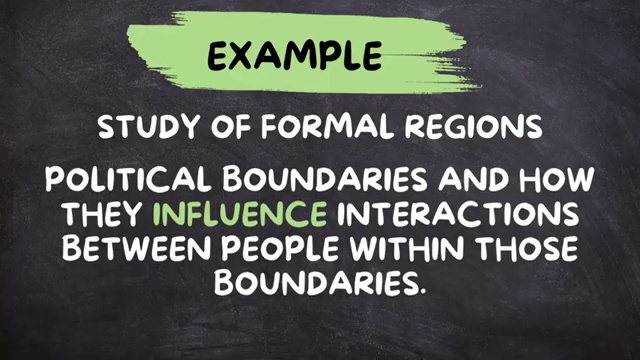 EXAMPLE
STUDY OF FORMAL REGIONS
POLITICAL BOUNDARIES AND HOW
THEY INFLUENCE INTERACTIONS
BETWEEN PEOPLE WITHIN THOSE
BOUNDARIES.